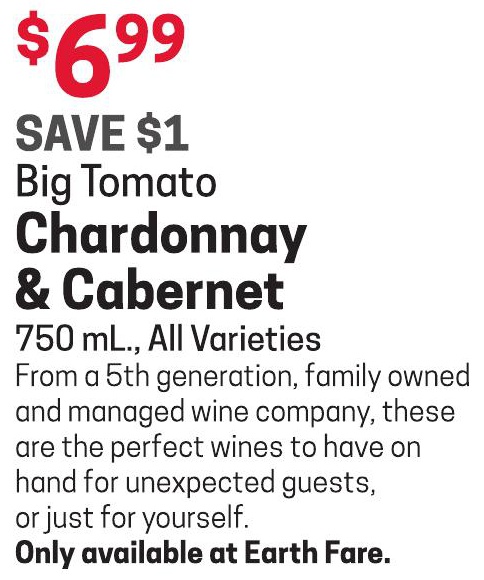 $6.99
SAVE $1
Big Tomato
Chardonnay
& Cabernet
750 mL., All Varieties
From a 5th generation, family owned
and managed wine company, these
are the perfect wines to have on
hand for unexpected guests,
or just for yourself.
Only available at Earth Fare.